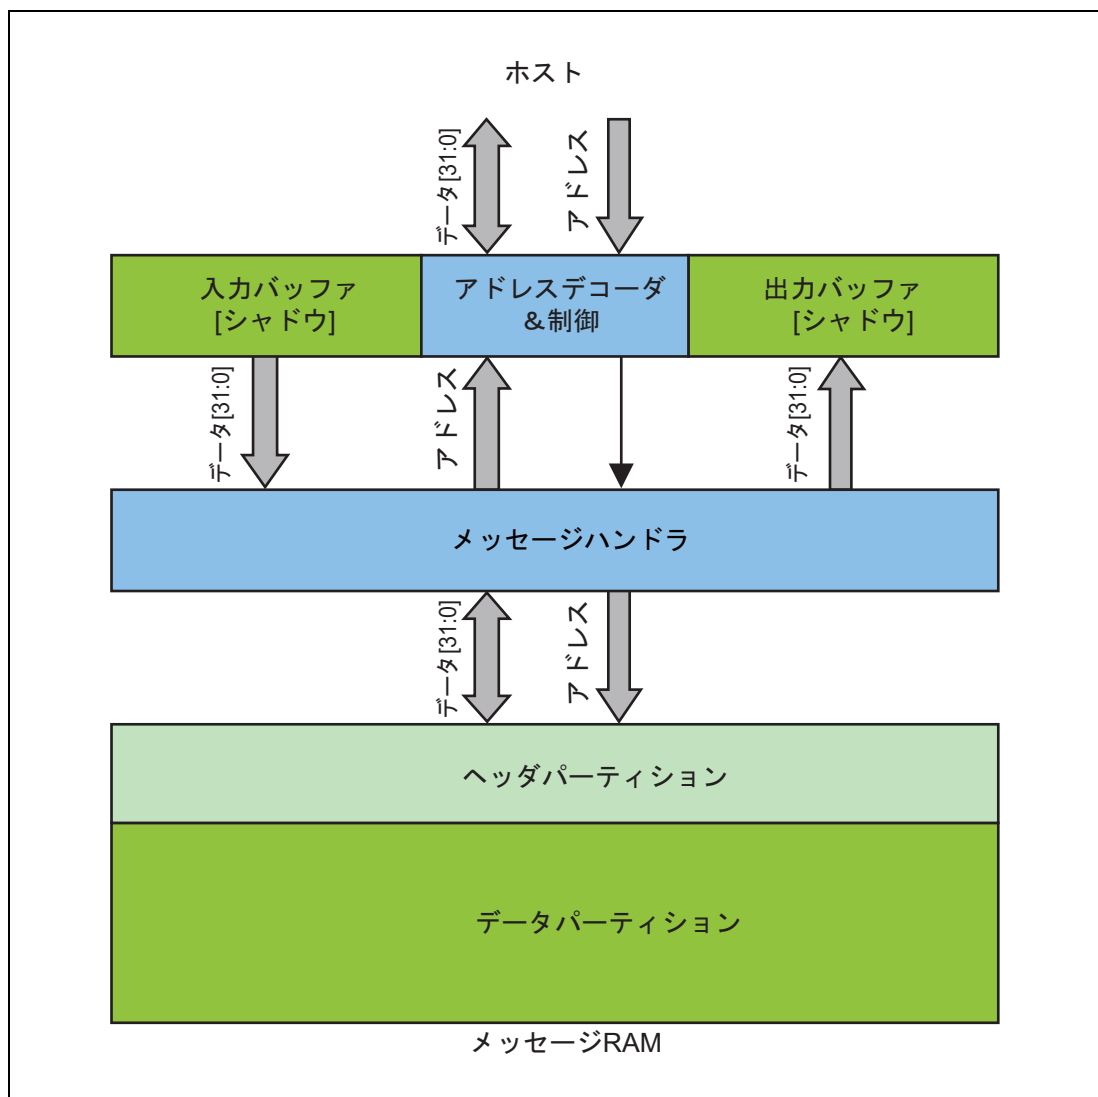 ホスト
データ[31:0]
アドレス
入力バッファ
[シャドウ]
アドレスデコーダ
&制御
出力バッファ
[シャドウ]
データ[31:0]
アドレス
データ[31:0]
メッセージハンドラ
データ[31:0]
アドレス
ヘッダパーティション
データパーティション
メッセージRAM